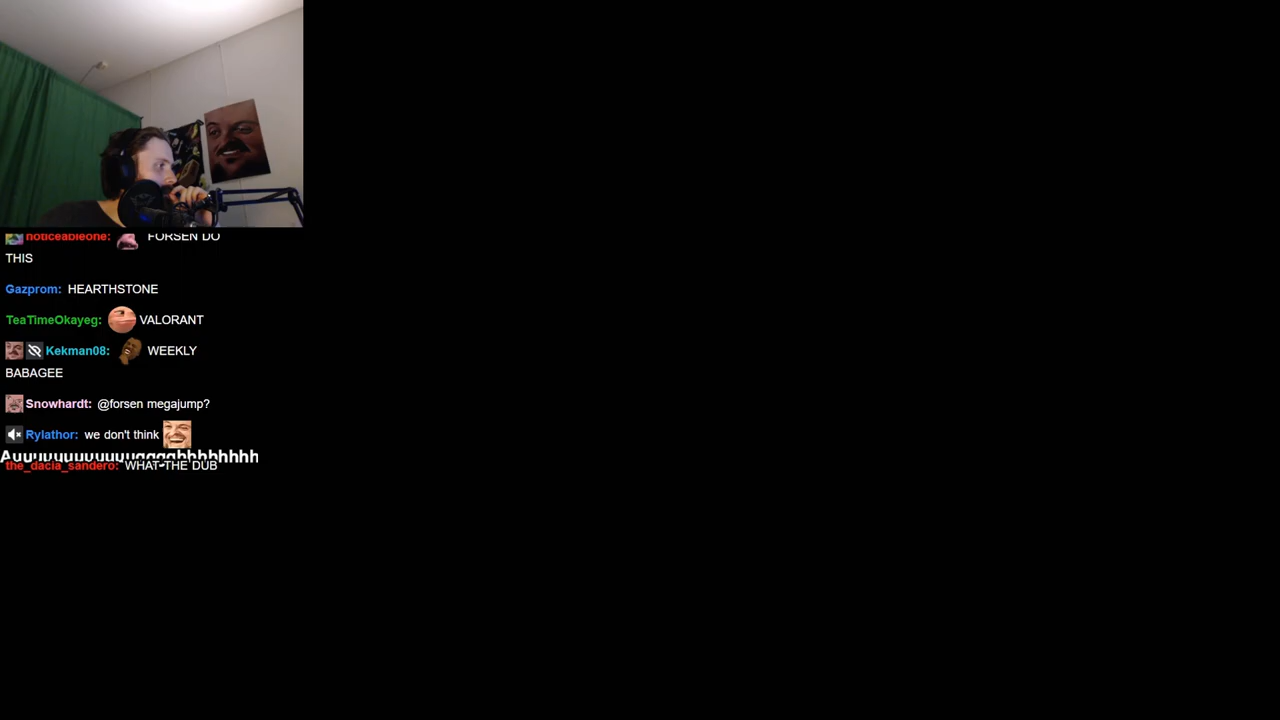 noticeableone: FORSEN DO
THIS
Gazprom: HEARTHSTONE
TeaTimeOkayeg: VALORANT
Kekman08: WEEKLY
BABAGEE
Snowhardt: @forsen megajump?
Rylathor: we don't think
the_dacia_sandero: WHAT THE DUB